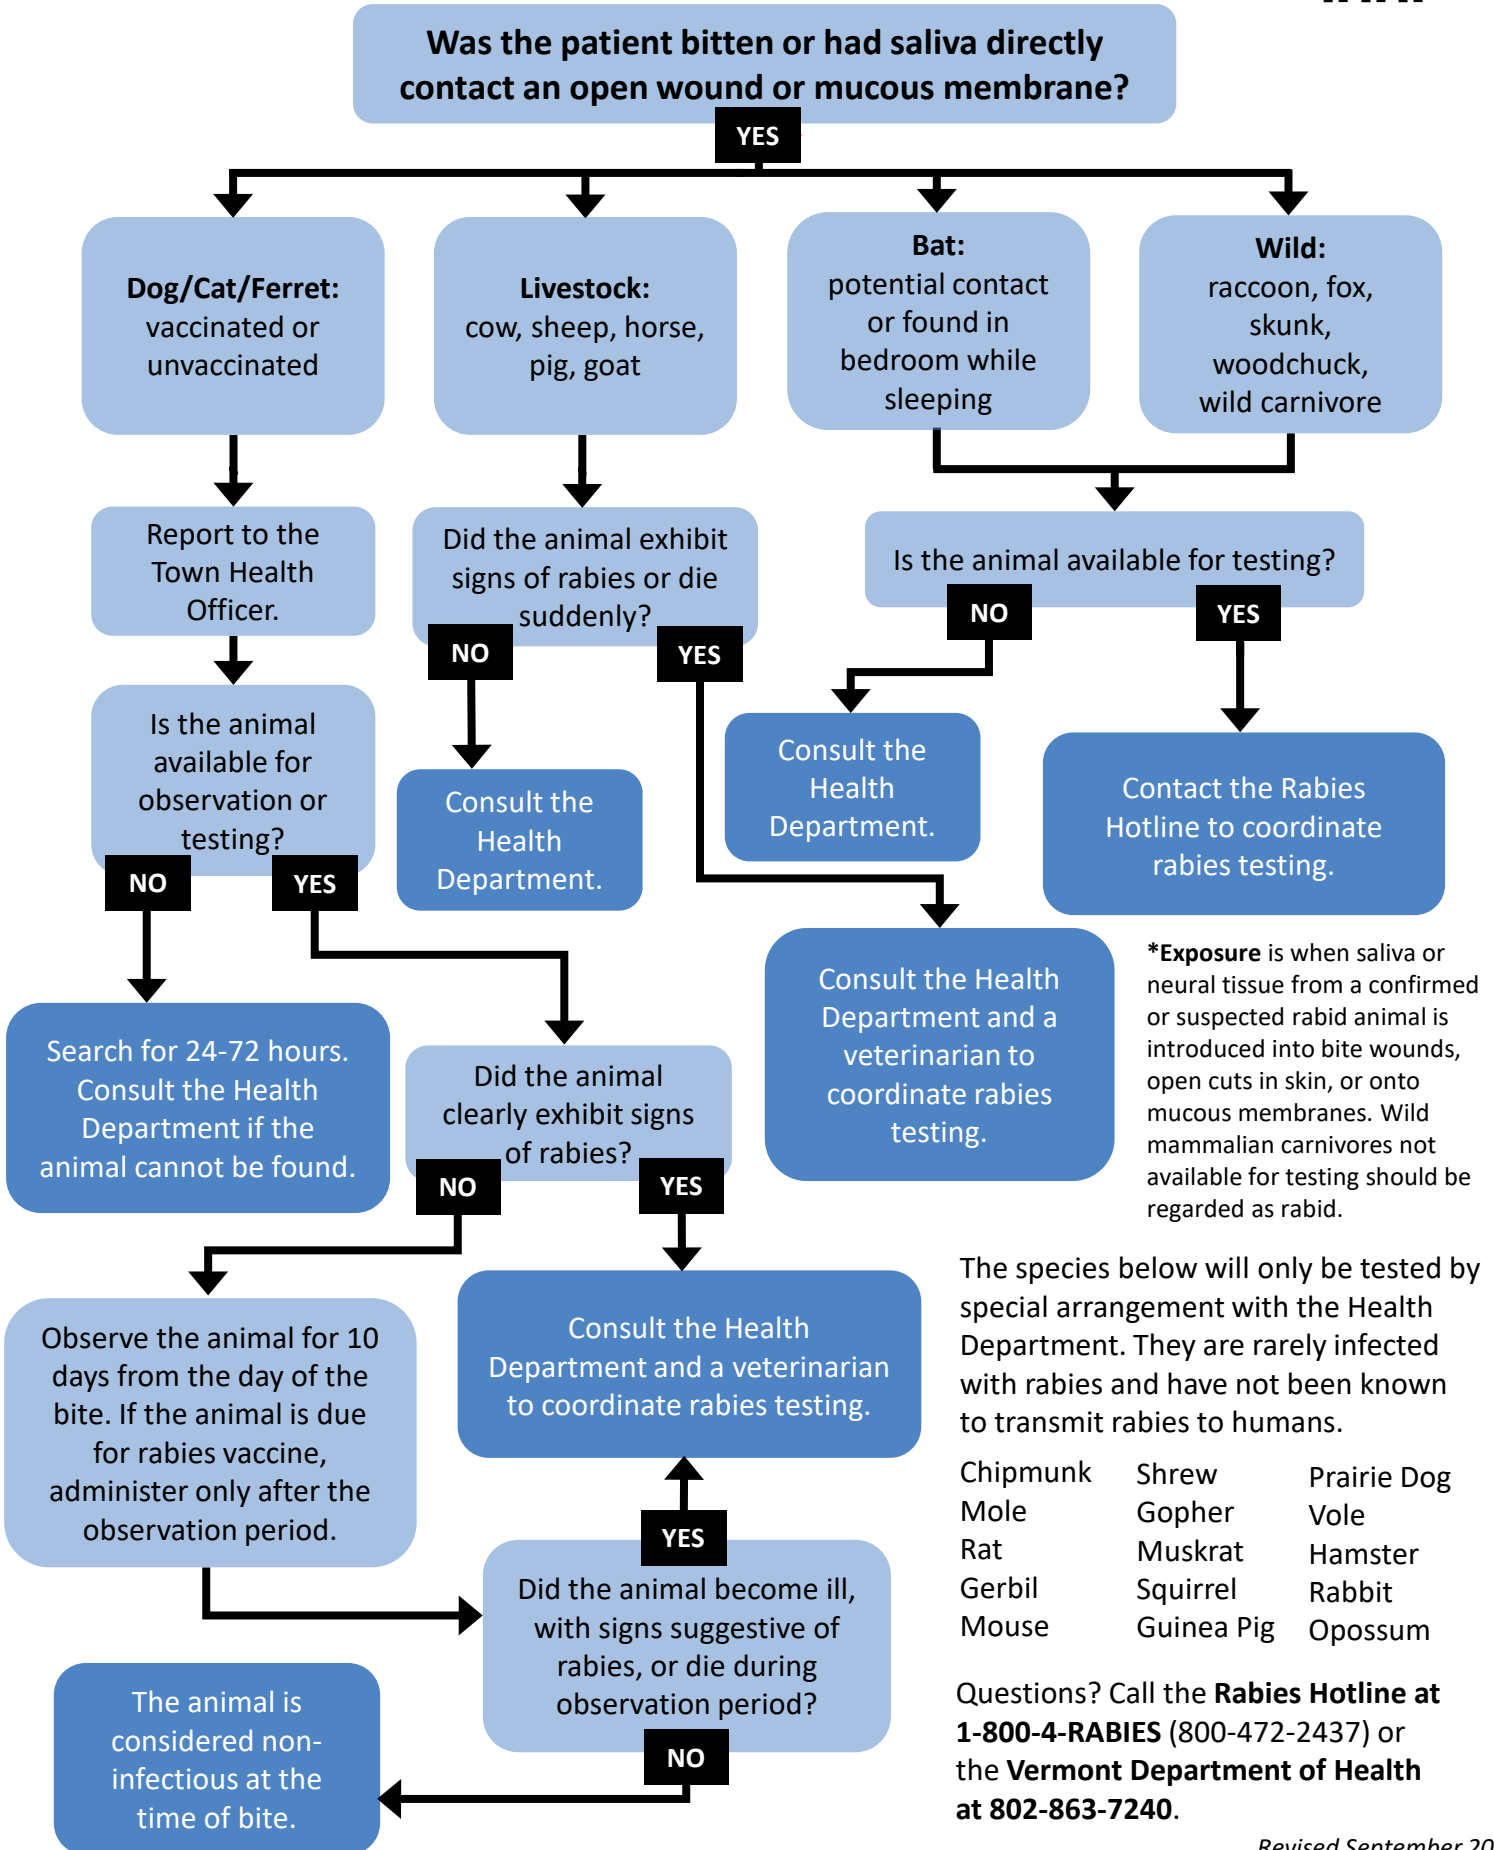 Was the patient bitten or had saliva directly
contact an open wound or mucous membrane?
YES
Dog/Cat/Ferret:
vaccinated or
unvaccinated
Livestock:
cow, sheep, horse,
pig, goat
Bat:
potential contact
or found in
bedroom while
sleeping
Wild:
raccoon, fox,
skunk,
woodchuck,
wild carnivore
Report to the
Town Health
Officer.
Did the animal exhibit
signs of rabies or die
suddenly?
NO
YES
Is the animal available for testing?
NO
YES
Is the animal
available for
observation or
testing?
NO
YES
Consult the
Health
Department.
Consult the
Health
Department.
Contact the Rabies
Hotline to coordinate
rabies testing.
Search for 24-72 hours.
Consult the Health
Department if the
animal cannot be found.
Did the animal
clearly exhibit signs
of rabies?
NO
YES
Consult the Health
Department and a
veterinarian to
coordinate rabies
testing.
*Exposure is when saliva or
neural tissue from a confirmed
or suspected rabid animal is
introduced into bite wounds,
open cuts in skin, or onto
mucous membranes. Wild
mammalian carnivores not
available for testing should be
regarded as rabid.
Observe the animal for 10
days from the day of the
bite. If the animal is due
for rabies vaccine,
administer only after the
observation period.
Consult the Health
Department and a veterinarian
to coordinate rabies testing.
YES
Did the animal become ill,
with signs suggestive of
rabies, or die during
observation period?
NO
The animal is
considered non-
infectious at the
time of bite.
The species below will only be tested by
special arrangement with the Health
Department. They are rarely infected
with rabies and have not been known
to transmit rabies to humans.
Chipmunk Shrew Prairie Dog
Mole Gopher Vole
Rat Muskrat Hamster
Gerbil Squirrel Rabbit
Mouse Guinea Pig Opossum
Questions? Call the Rabies Hotline at
1-800-4-RABIES (800-472-2437) or
the Vermont Department of Health
at 802-863-7240.
Revised September 20